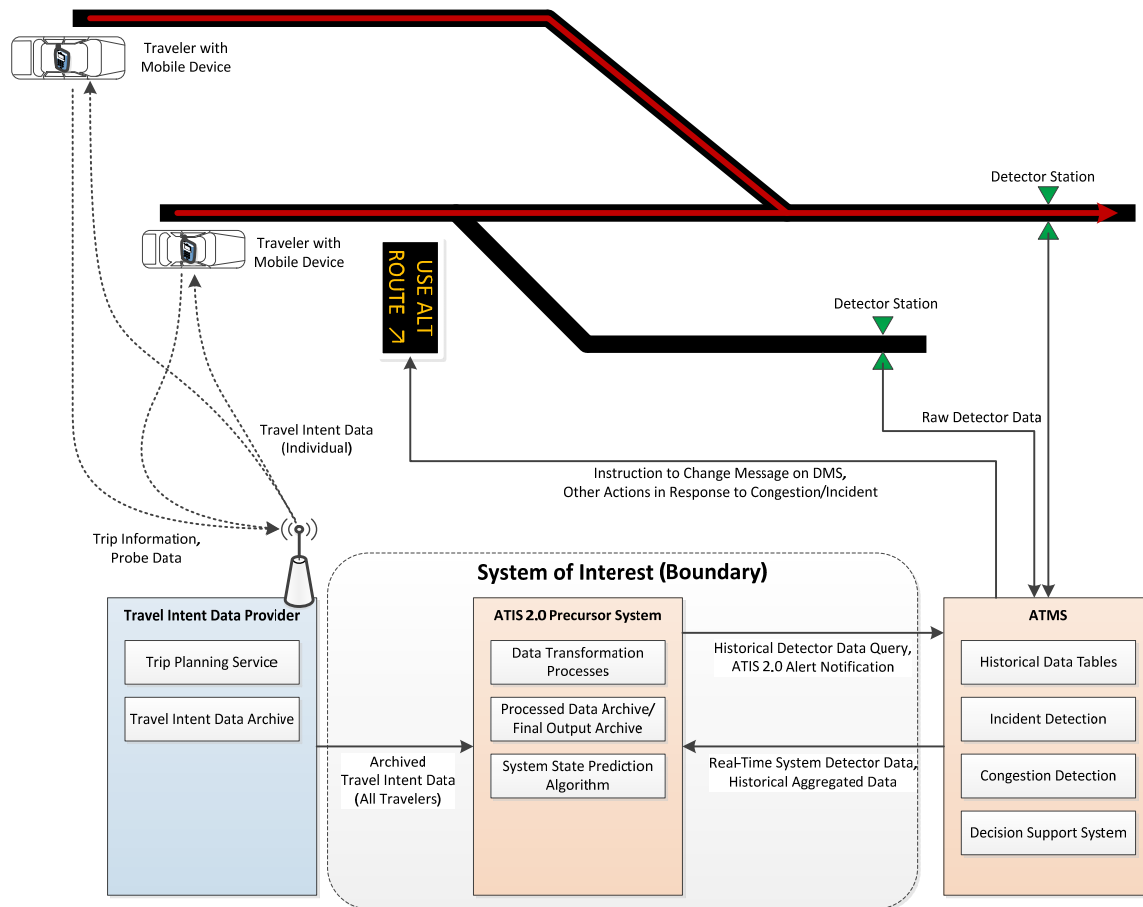 Traveler with
Mobile Device
Detector Station
Traveler with
Mobile Device
USE ALT
ROUTE ↗
Detector Station
Raw Detector Data
Travel Intent Data
(Individual)
Instruction to Change Message on DMS,
Other Actions in Response to Congestion/Incident
Trip Information,
Probe Data
System of Interest (Boundary)
Travel Intent Data Provider
Trip Planning Service
Travel Intent Data Archive
ATIS 2.0 Precursor System
Data Transformation
Processes
Processed Data Archive/
Final Output Archive
System State Prediction
Algorithm
Archived
Travel Intent Data
(All Travelers)
Historical Detector Data Query,
ATIS 2.0 Alert Notification
Real-Time System Detector Data,
Historical Aggregated Data
ATMS
Historical Data Tables
Incident Detection
Congestion Detection
Decision Support System